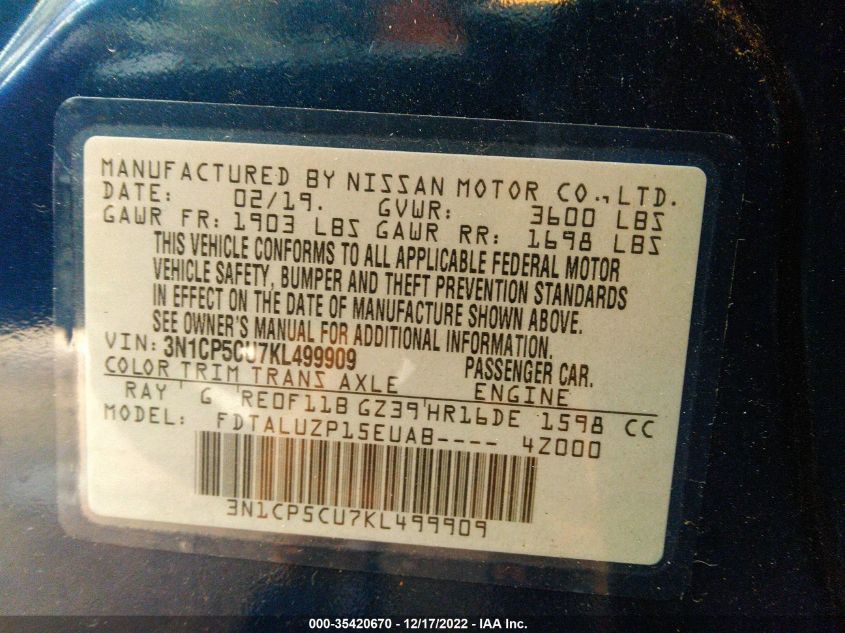 MANUFACTURED BY NISSAN MOTOR CO., LTD.
DATE: 02/19. GVWR: 3600 LBS
GAWR FR: 1903 LBS GAWR RR: 1698 LBS
THIS VEHICLE CONFORMS TO ALL APPLICABLE FEDERAL MOTOR
VEHICLE SAFETY, BUMPER AND THEFT PREVENTION STANDARDS
IN EFFECT ON THE DATE OF MANUFACTURE SHOWN ABOVE.
SEE OWNER'S MANUAL FOR ADDITIONAL INFORMATION.
VIN: 3N1CP5CU7KL499909 PASSENGER CAR.
COLOR TRIM TRANS AXLE ENGINE
RAY ' G ' RE0F11B GZ39'HR16DE 1598 CC
MODEL: FDTALUZP15EUAB---- 4Z000
3N1CP5CU7KL499909
000-35420670 – 12/17/2022 – IAA Inc.